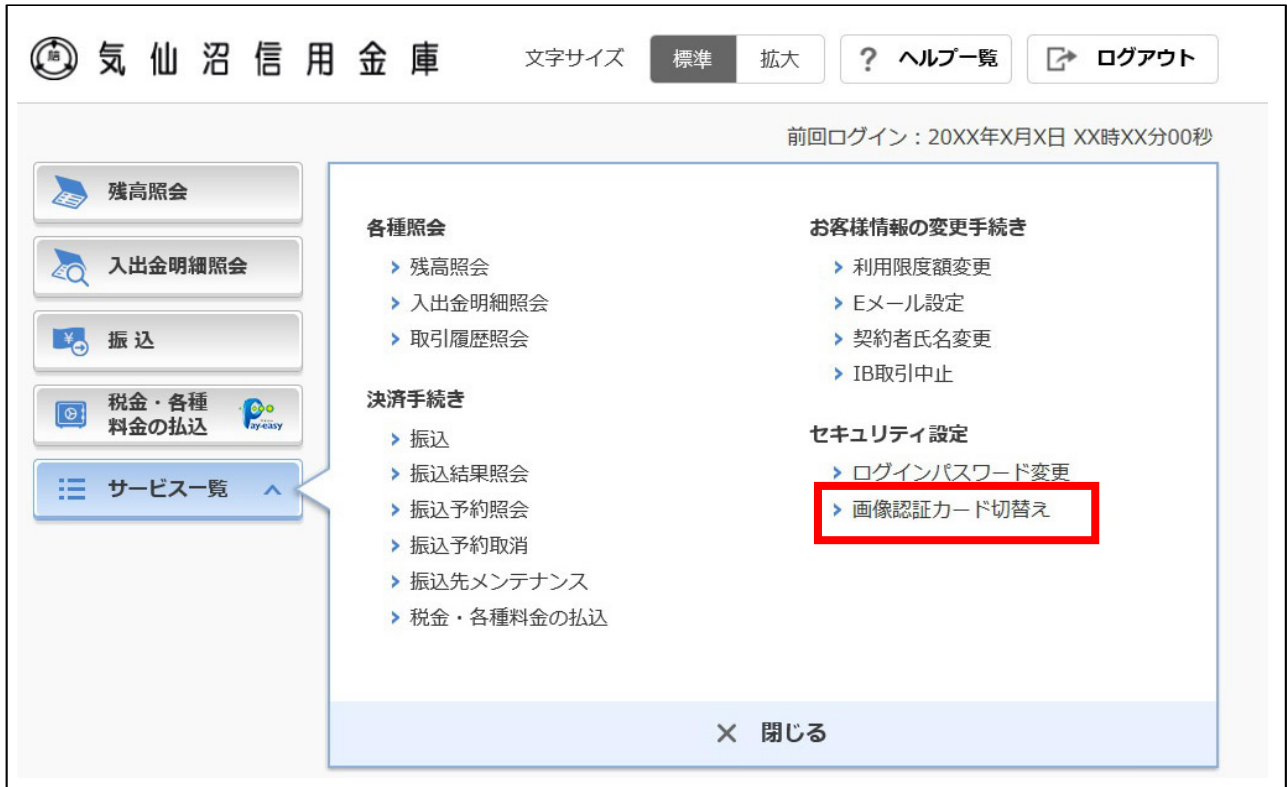 気仙沼信用金庫
文字サイズ 標準 拡大 ? ヘルプ一覧 ログアウト
前回ログイン：20XX年X月X日 XX時XX分00秒
残高照会
入出金明細照会
振込
税金・各種
料金の払込
Pay-easy
サービス一覧
各種照会
残高照会
入出金明細照会
取引履歴照会
決済手続き
振込
振込結果照会
振込予約照会
振込予約取消
振込先メンテナンス
税金・各種料金の払込
お客様情報の変更手続き
利用限度額変更
Eメール設定
契約者氏名変更
IB取引中止
セキュリティ設定
ログインパスワード変更
画像認証カード切替え
× 閉じる